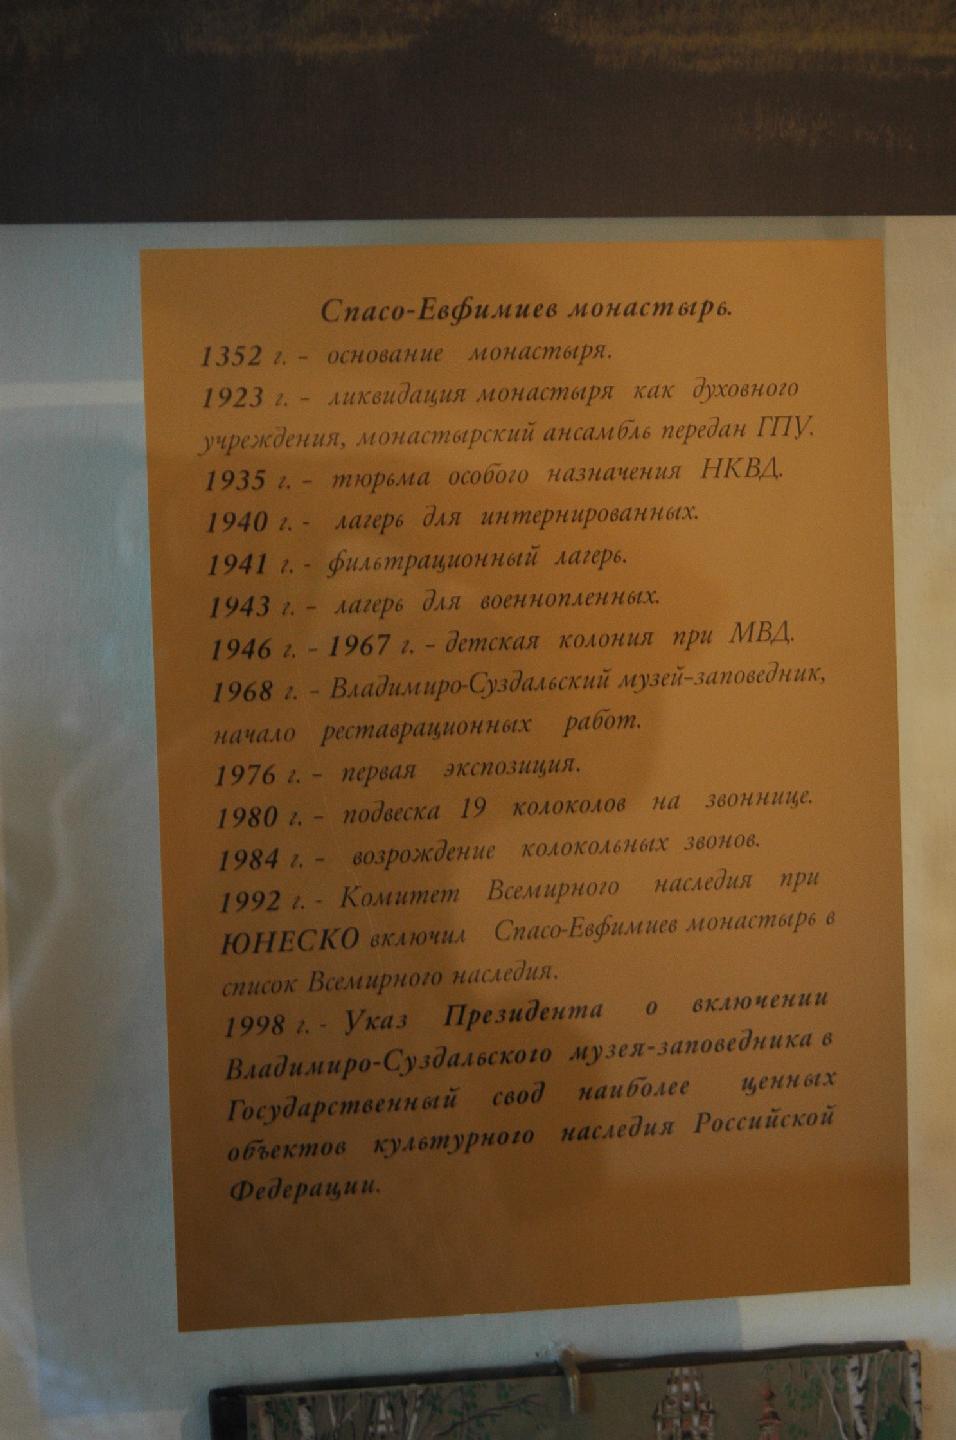 Спасо-Евфимиев монастырь.
1352 г. - основание монастыря.
1923 г. - ликвидация монастыря как духовного
учреждения, монастырский ансамбль передан ГПУ.
1935 г. - тюрьма особого назначения НКВД.
1940 г. - лагерь для интернированных.
1941 г. - фильтрационный лагерь.
1943 г. - лагерь для военнопленных.
1946 г. - 1967 г. - детская колония при МВД.
1968 г. - Владимиро-Суздальский музей-заповедник,
начало реставрационных работ.
1976 г. - первая экспозиция.
1980 г. - подвеска 19 колоколов на звоннице.
1984 г. - возрождение колокольных звонов.
1992 г. - Комитет Всемирного наследия при
ЮНЕСКО включил Спасо-Евфимиев монастырь в
список Всемирного наследия.
1998 г. - Указ Президента о включении
Владимиро-Суздальского музея-заповедника в
Государственный свод наиболее ценных
объектов культурного наследия Российской
Федерации.